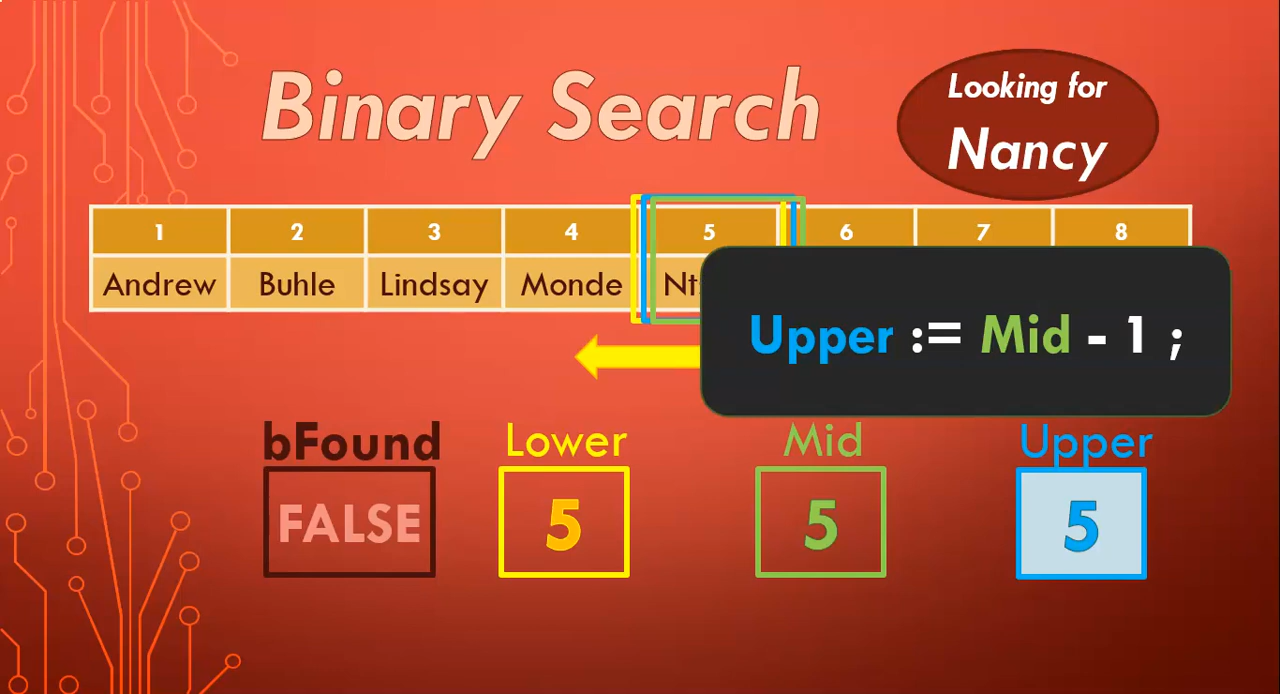 Binary Search
Looking for
Nancy
1 2 3 4 5 6 7 8
Andrew Buhle Lindsay Monde
Upper := Mid - 1 ;
bFound Lower Mid Upper
FALSE 5 5 5